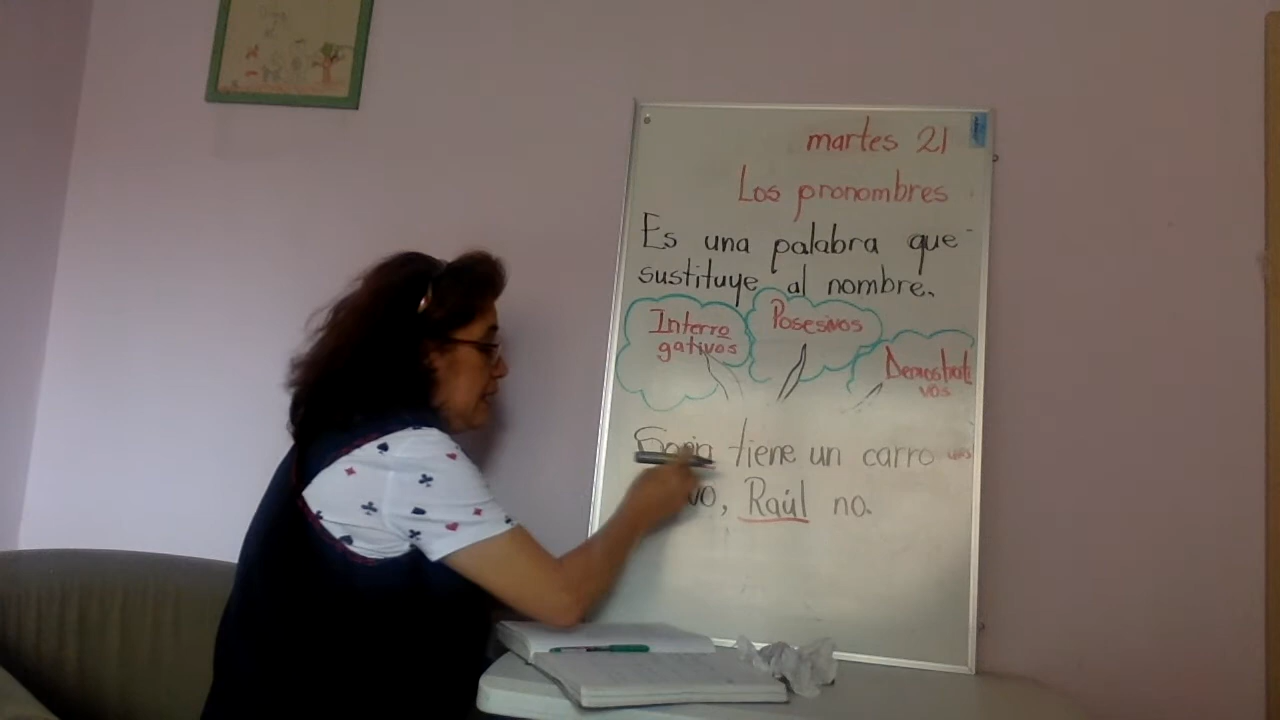 martes 21
Los pronombres
Es una palabra que
sustituye al nombre.
Interro
gativos
Posesivos
Demostrati
vos
tiene un carro
vo, Raúl no.